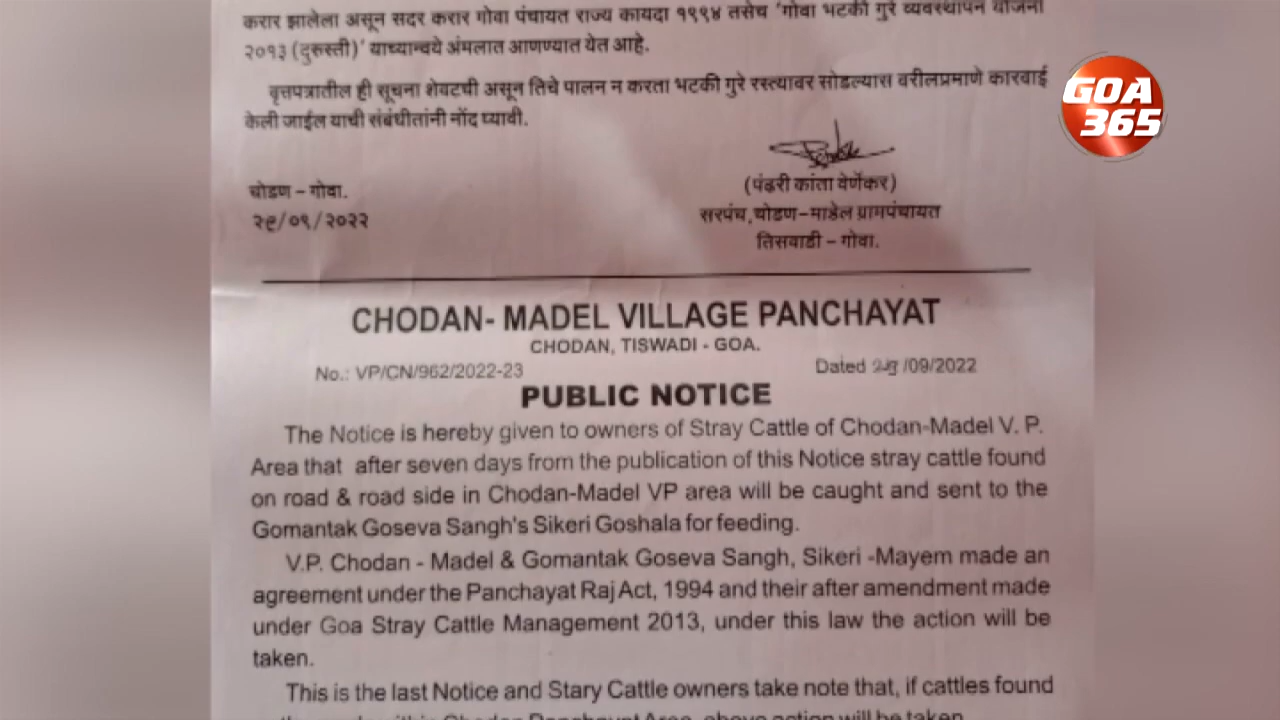 करार झालेला असून सदर करार गोवा पंचायत राज्य कायदा १९९४ तसेच 'गोवा भटकी गुरे व्यवस्थापन योजना
२०१३ (दुरुस्ती)' याच्यान्वये अंमलात आणण्यात येत आहे.
वृत्तपत्रातील ही सूचना शेवटची असून तिचे पालन न करता भटकी गुरे रस्त्यावर सोडल्यास वरीलप्रमाणे कारवाई
केली जाईल याची संबंधीतांनी नोंद घ्यावी.
GOA
365
(पंढरी कांता वेर्णेकर)
चोडण – गोवा.
सरपंच, चोडण-माडेल ग्रामपंचायत
२९/०९/२०२२
तिसवाडी – गोवा.
CHODAN- MADEL VILLAGE PANCHAYAT
CHODAN, TISWADI - GOA.
No.: VP/CN/962/2022-23
Dated /09/2022
PUBLIC NOTICE
The Notice is hereby given to owners of Stray Cattle of Chodan-Madel V. P.
Area that after seven days from the publication of this Notice stray cattle found
on road & road side in Chodan-Madel VP area will be caught and sent to the
Gomantak Goseva Sangh's Sikeri Goshala for feeding.
V.P. Chodan - Madel & Gomantak Goseva Sangh, Sikeri -Mayem made an
agreement under the Panchayat Raj Act, 1994 and their after amendment made
under Goa Stray Cattle Management 2013, under this law the action will be
taken.
This is the last Notice and Stary Cattle owners take note that, if cattles found
Chodan Panchayat Area, above action will be taken